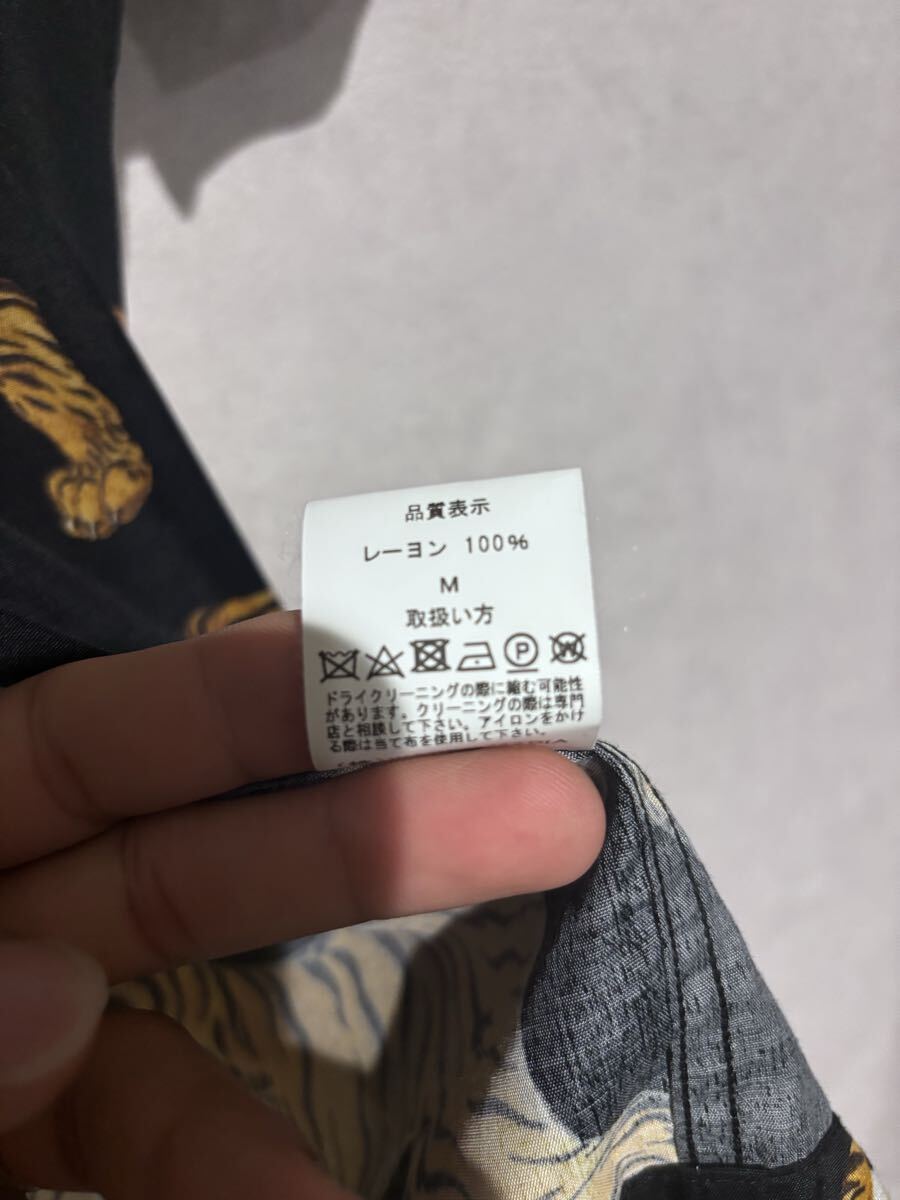 品質表示
レーヨン 100%
M
取扱い方
P W
ドライクリーニングの際に縮む可能性
があります。クリーニングの際は専門
店と相談して下さい。アイロンをかけ
る際は当て布を使用して下さい。